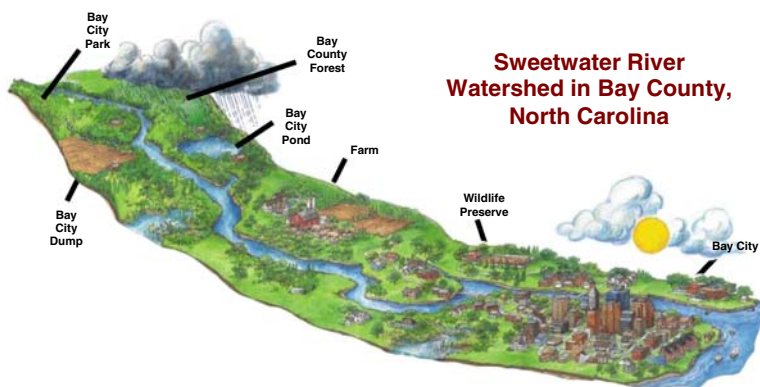 Bay
City
Park
Bay
County
Forest
Sweetwater River
Watershed in Bay County,
North Carolina
Bay
City
Pond
Farm
Bay
City
Dump
Wildlife
Preserve
Bay City